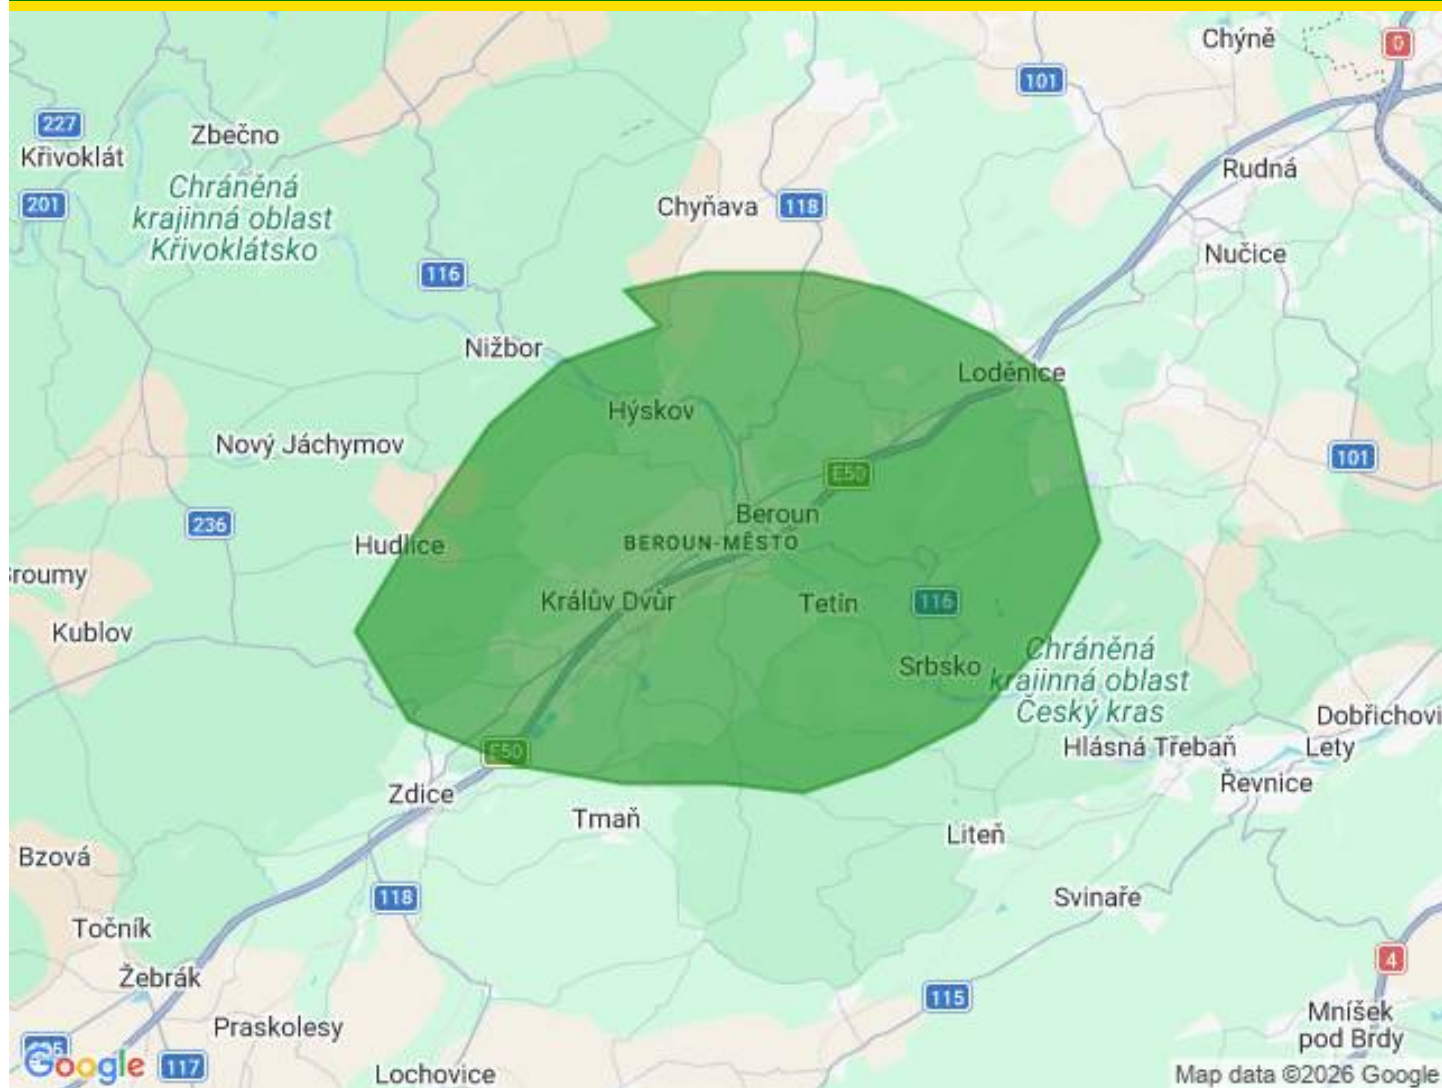 Chýně
0
101
227
Zbečno
Křivoklát
Rudná
Chráněná
krajinná oblast
Křivoklátsko
201
Chyňava
118
Nučice
116
Nižbor
Loděnice
Hýskov
Nový Jáchymov
101
E50
236
Beroun
BEROUN-MĚSTO
Hudlice
roumy
Králův Dvůr
Tetín
116
Kublov
Chráněná
krajinná oblast
Český kras
Srbsko
Dobřichovi
Hlásná Třebaň
Lety
E50
Řevnice
Zdice
Tmaň
Liteň
Bzová
118
Svinaře
Točník
4
Žebrák
115
Mníšek
pod Brdy
Praskolesy
Google
117
Lochovice
Map data ©2026 Google